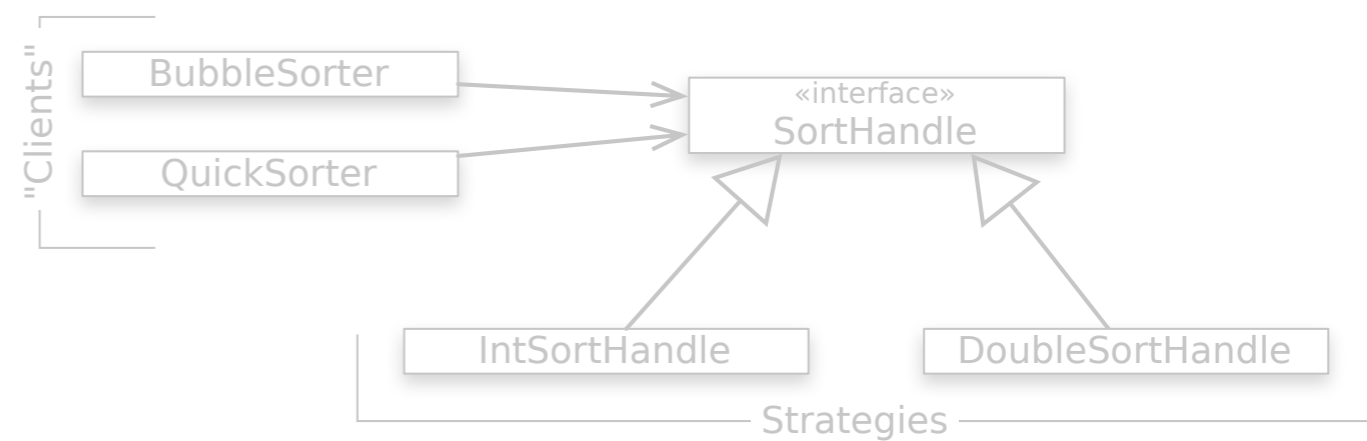 "Clients"
BubbleSorter
QuickSorter
«interface»
SortHandle
IntSortHandle
DoubleSortHandle
Strategies